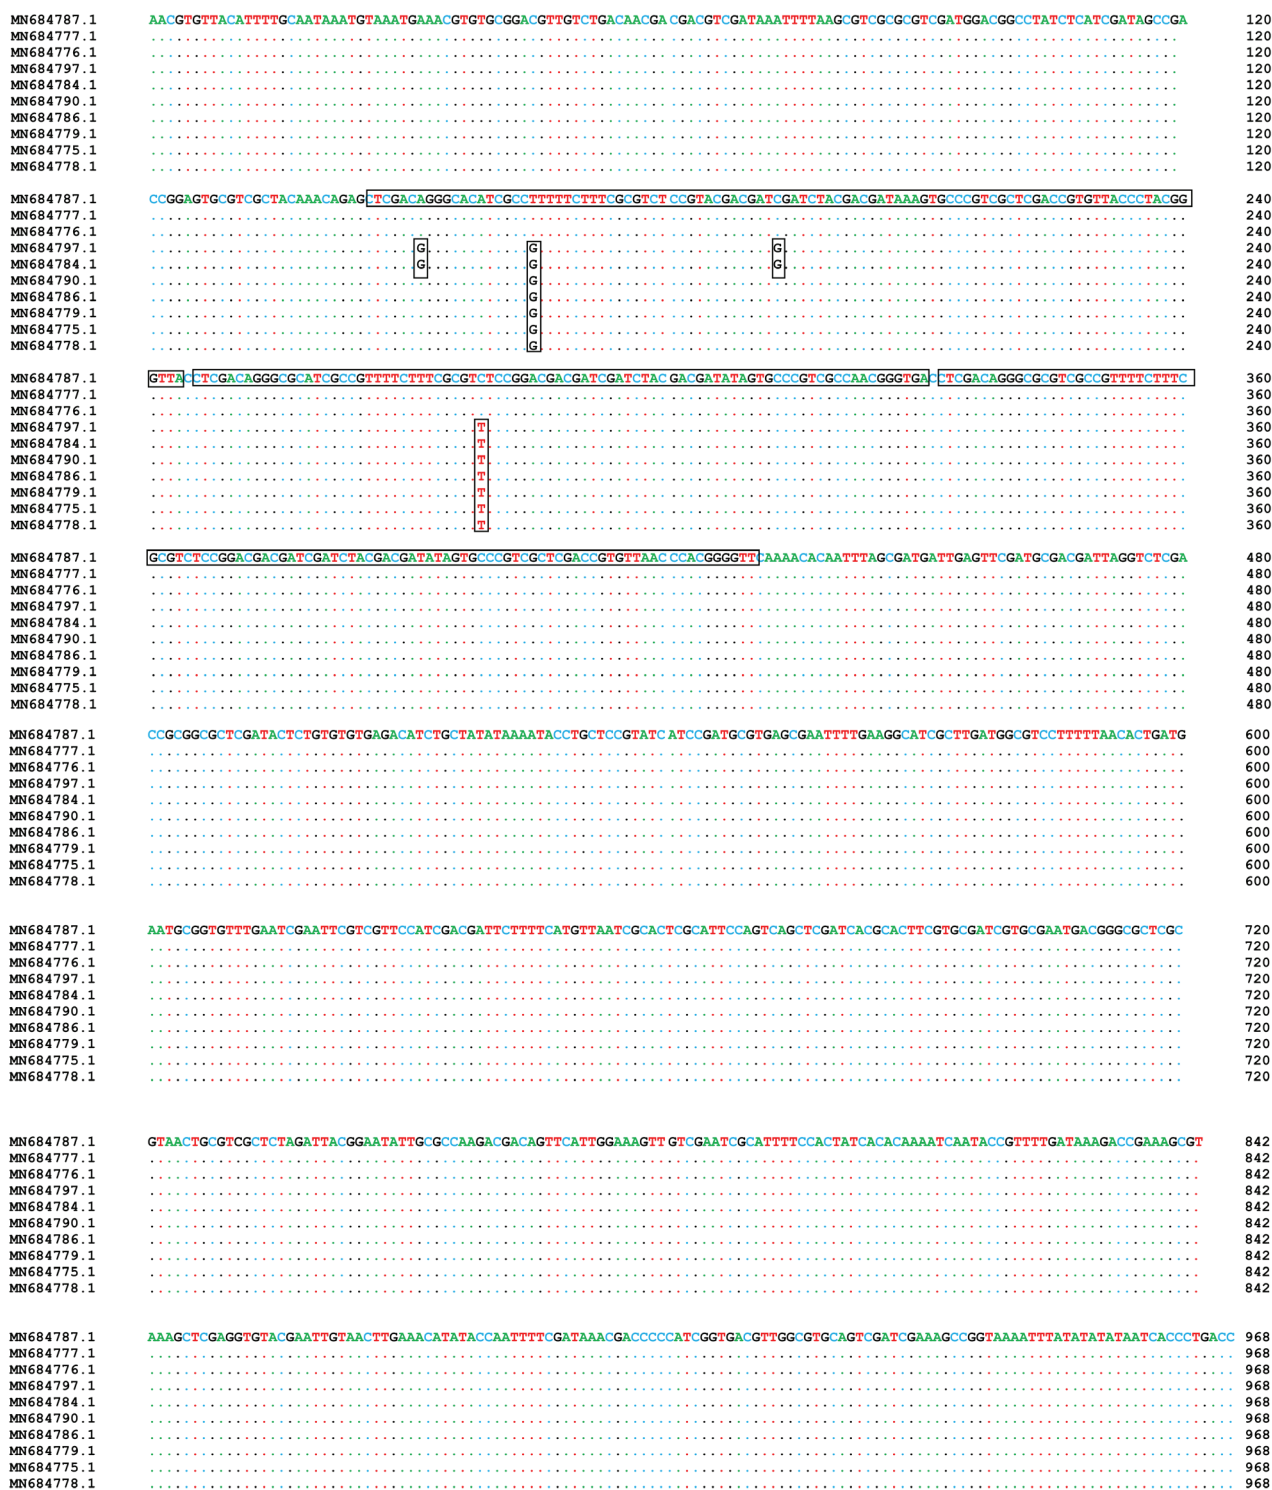 MN684787.1 AACGTGTTACATTTTGCAATAAATGTAAATGAAACGTGTGCGGACGTTGTCTGACAACGACGACGTCGATAAATTTTAAGCGTCGCGCGTCGATGGACGGCCTATCTCATCGATAGCCGA 120
MN684777.1 120
MN684776.1 120
MN684797.1 120
MN684784.1 120
MN684790.1 120
MN684786.1 120
MN684779.1 120
MN684775.1 120
MN684778.1 120
MN684787.1 CCGGAGTGCGTCGCTACAAACAGAGCTCGACAGGGCACATCGCCTTTTTCTTTCGCGTCTCCGTACGACGATCGATCTACGACGATAAAGTGCCCGTCGCTCGACCGTGTTACCCTACGG 240
MN684777.1 240
MN684776.1 240
MN684797.1 G G G 240
MN684784.1 G G G 240
MN684790.1 G 240
MN684786.1 G 240
MN684779.1 G 240
MN684775.1 G 240
MN684778.1 G 240
MN684787.1 GTTACCTCGACAGGGCGCATCGCCGTTTTCTTTCGCGTCTCCGGACGACGATCGATCTACGACGATATAGTGCCCGTCGCCAACGGGTGACCTCGACAGGGCGCGTCGCCGTTTTCTTTC 360
MN684777.1 360
MN684776.1 360
MN684797.1 T 360
MN684784.1 T 360
MN684790.1 T 360
MN684786.1 T 360
MN684779.1 T 360
MN684775.1 T 360
MN684778.1 T 360
MN684787.1 GCGTCTCCGGACGACGATCGATCTACGACGATATAGTGCCCGTCGCTCGACCGTGTTAACCCACGGGGTTCAAAACACAATTTAGCGATGATTGAGTTCGATGCGACGATTAGGTCTCGA 480
MN684777.1 480
MN684776.1 480
MN684797.1 480
MN684784.1 480
MN684790.1 480
MN684786.1 480
MN684779.1 480
MN684775.1 480
MN684778.1 480
MN684787.1 CCGCGGCGCTCGATACTCTGTGTGTGAGACATCTGCTATATAAAATACCTGCTCCGTATCATCCGATGCGTGAGCGAATTTTGAAGGCATCGCTTGATGGCGTCCTTTTTAACACTGATG 600
MN684777.1 600
MN684776.1 600
MN684797.1 600
MN684784.1 600
MN684790.1 600
MN684786.1 600
MN684779.1 600
MN684775.1 600
MN684778.1 600
MN684787.1 AATGCGGTGTTTGAATCGAATTCGTCGTTCCATCGACGATTCTTTTCATGTTAATCGCACTCGCATTCCAGTCAGCTCGATCACGCACTTCGTGCGATCGTGCGAATGACGGGCGCTCGC 720
MN684777.1 720
MN684776.1 720
MN684797.1 720
MN684784.1 720
MN684790.1 720
MN684786.1 720
MN684779.1 720
MN684775.1 720
MN684778.1 720
MN684787.1 GTAACTGCGTCGCTCTAGATTACGGAATATTGCGCCAAGACGACAGTTCATTGGAAAGTTGTCGAATCGCATTTTCCACTATCACACAAAATCAATACCGTTTTGATAAAGACCGAAAGCGT 842
MN684777.1 842
MN684776.1 842
MN684797.1 842
MN684784.1 842
MN684790.1 842
MN684786.1 842
MN684779.1 842
MN684775.1 842
MN684778.1 842
MN684787.1 AAAGCTCGAGGTGTACGAATTGTAACTTGAAACATATACCAATTTTCGATAAACGACCCCCATCGGTGACGTTGGCGTGCAGTCGATCGAAAGCCGGTAAAATTTATATATATAATCACCCTGACC 968
MN684777.1 968
MN684776.1 968
MN684797.1 968
MN684784.1 968
MN684790.1 968
MN684786.1 968
MN684779.1 968
MN684775.1 968
MN684778.1 968